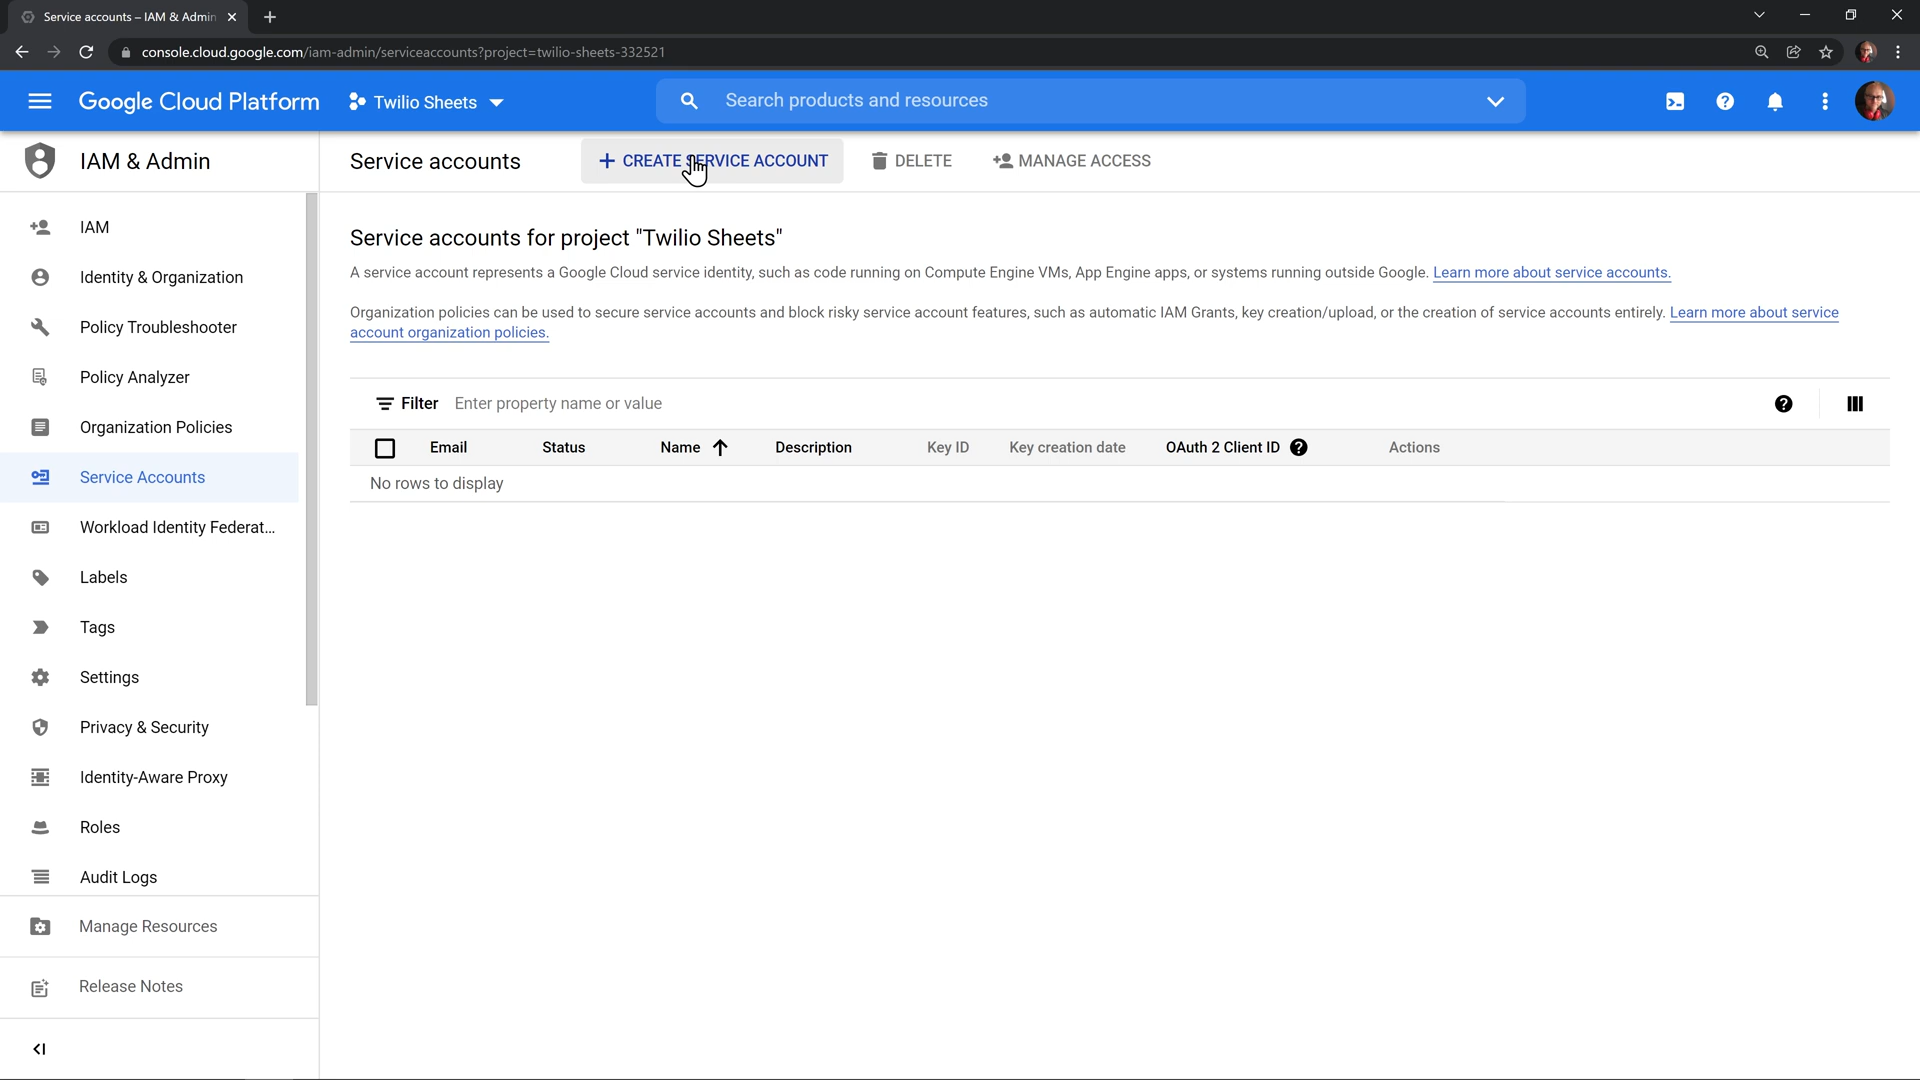 Service accounts – IAM & Admin
console.cloud.google.com/iam-admin/serviceaccounts?project=twilio-sheets-332521
Google Cloud Platform
Twilio Sheets
Search products and resources
IAM & Admin
Service accounts
CREATE SERVICE ACCOUNT
DELETE
MANAGE ACCESS
IAM
Identity & Organization
Policy Troubleshooter
Policy Analyzer
Organization Policies
Service Accounts
Workload Identity Federat...
Labels
Tags
Settings
Privacy & Security
Identity-Aware Proxy
Roles
Audit Logs
Manage Resources
Release Notes
Service accounts for project "Twilio Sheets"
A service account represents a Google Cloud service identity, such as code running on Compute Engine VMs, App Engine apps, or systems running outside Google. Learn more about service accounts.
Organization policies can be used to secure service accounts and block risky service account features, such as automatic IAM Grants, key creation/upload, or the creation of service accounts entirely. Learn more about service
account organization policies.
Filter Enter property name or value
Email Status Name Description Key ID Key creation date OAuth 2 Client ID Actions
No rows to display